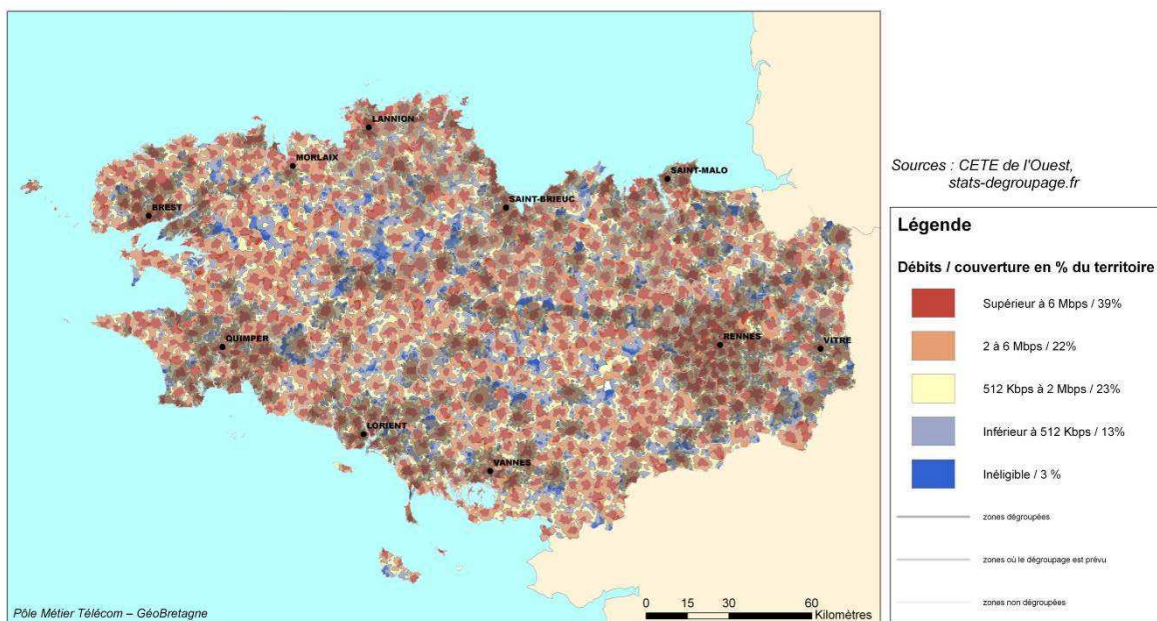 LANNION
MORLAIX
SAINT-MALO
SAINT-BRIEUC
BREST
QUIMPER
RENNES
VITRE
LORIENT
VANNES
Pôle Métier Télécom – GéoBretagne
0 15 30 60
Kilomètres
Sources : CETE de l'Ouest,
stats-degroupage.fr
Légende
Débits / couverture en % du territoire
Supérieur à 6 Mbps / 39%
2 à 6 Mbps / 22%
512 Kbps à 2 Mbps / 23%
Inférieur à 512 Kbps / 13%
Inéligible / 3 %
zones dégroupées
zones où le dégroupage est prévu
zones non dégroupées